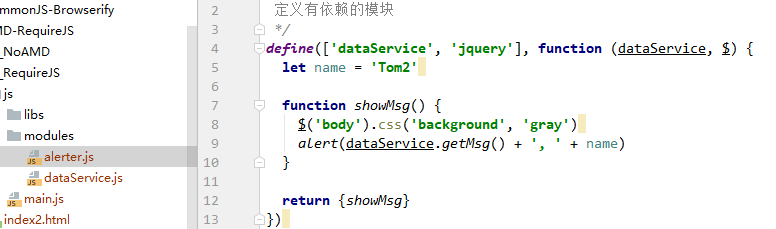 mmonJS-Browserify
MD-RequireJS
_NoAMD
_RequireJS
js
libs
modules
alerter.js
dataService.js
main.js
index2.html
2 定义有依赖的模块
3 */
4 define(['dataService', 'jquery'], function (dataService, $) {
5 let name = 'Tom2'
6
7 function showMsg() {
8 $('body').css('background', 'gray')
9 alert(dataService.getMsg() + ', ' + name)
10 }
11
12 return {showMsg}
13 })